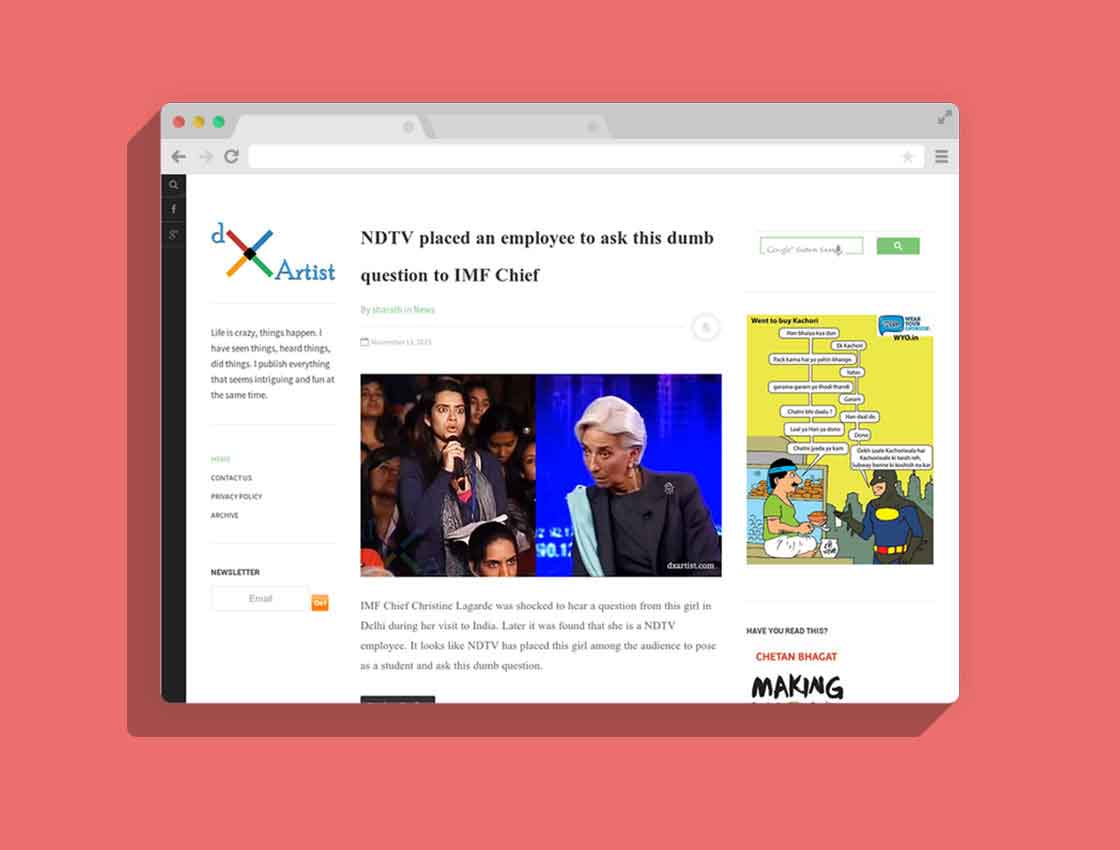 d
Artist
Life is crazy, things happen. I
have seen things, heard things,
did things. I publish everything
that seems intriguing and fun at
the same time.
HOME
CONTACT US
PRIVACY POLICY
ARCHIVE
NEWSLETTER
Email
NDTV placed an employee to ask this dumb
question to IMF Chief
By sharath in News
November 13, 2015
dxartist.com
IMF Chief Christine Lagarde was shocked to hear a question from this girl in
Delhi during her visit to India. Later it was found that she is a NDTV
employee. It looks like NDTV has placed this girl among the audience to pose
as a student and ask this dumb question.
Google Custom Search
Went to buy Kachori
WEAR
YOUR
WYO.in
Han bhaiya kya dun
Ek Kachori
Pack karna hai ya yahin khaoge
Yahin
garama-garam ya thodi thandi
Garam
Chatni bhi daalu ?
Han daal do
Laal ya Hari ya dono
Dono
Chatni jyada ya kam
Dekh saale Kachoriwala hai
Kachoriwala ki tarah reh,
Subway banne ki koshish na kar
HAVE YOU READ THIS?
CHETAN BHAGAT
MAKING